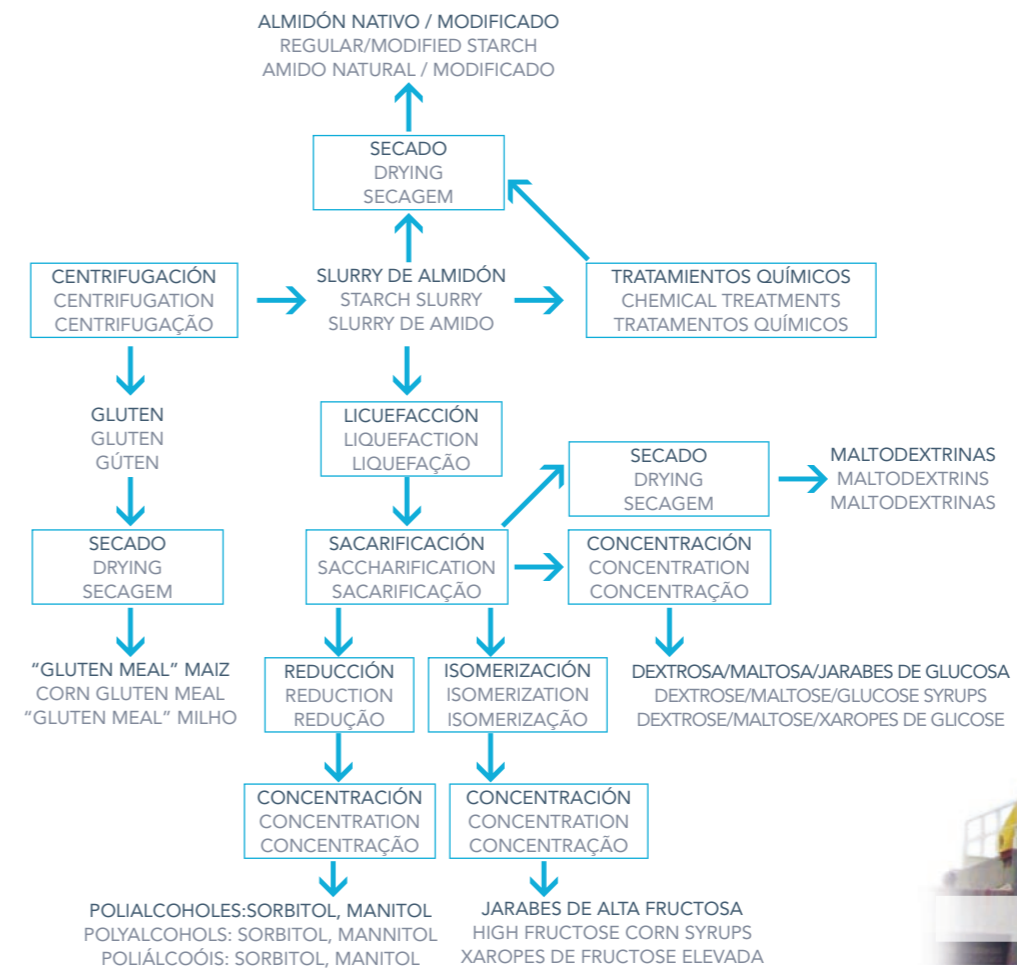 ALMIDÓN NATIVO / MODIFICADO
REGULAR/MODIFIED STARCH
AMIDO NATURAL / MODIFICADO
SECADO
DRYING
SECAGEM
CENTRIFUGACIÓN
CENTRIFUGATION
CENTRIFUGAÇÃO
SLURRY DE ALMIDÓN
STARCH SLURRY
SLURRY DE AMIDO
TRATAMIENTOS QUÍMICOS
CHEMICAL TREATMENTS
TRATAMENTOS QUÍMICOS
GLUTEN
GLUTEN
GÚTEN
LICUEFACCIÓN
LIQUEFACTION
LIQUEFAÇÃO
SECADO
DRYING
SECAGEM
MALTODEXTRINAS
MALTODEXTRINS
MALTODEXTRINAS
SECADO
DRYING
SECAGEM
SACARIFICACIÓN
SACCHARIFICATION
SACARIFICAÇÃO
CONCENTRACIÓN
CONCENTRATION
CONCENTRAÇÃO
“GLUTEN MEAL” MAIZ
CORN GLUTEN MEAL
“GLUTEN MEAL” MILHO
REDUCCIÓN
REDUCTION
REDUÇÃO
ISOMERIZACIÓN
ISOMERIZATION
ISOMERIZAÇÃO
DEXTROSA/MALTOSA/JARABES DE GLUCOSA
DEXTROSE/MALTOSE/GLUCOSE SYRUPS
DEXTROSE/MALTOSE/XAROPES DE GLICOSE
CONCENTRACIÓN
CONCENTRATION
CONCENTRAÇÃO
CONCENTRACIÓN
CONCENTRATION
CONCENTRAÇÃO
POLIALCOHOLES:SORBITOL, MANITOL
POLYALCOHOLS: SORBITOL, MANNITOL
POLIÁLCOÓIS: SORBITOL, MANITOL
JARABES DE ALTA FRUCTOSA
HIGH FRUCTOSE CORN SYRUPS
XAROPES DE FRUCTOSE ELEVADA